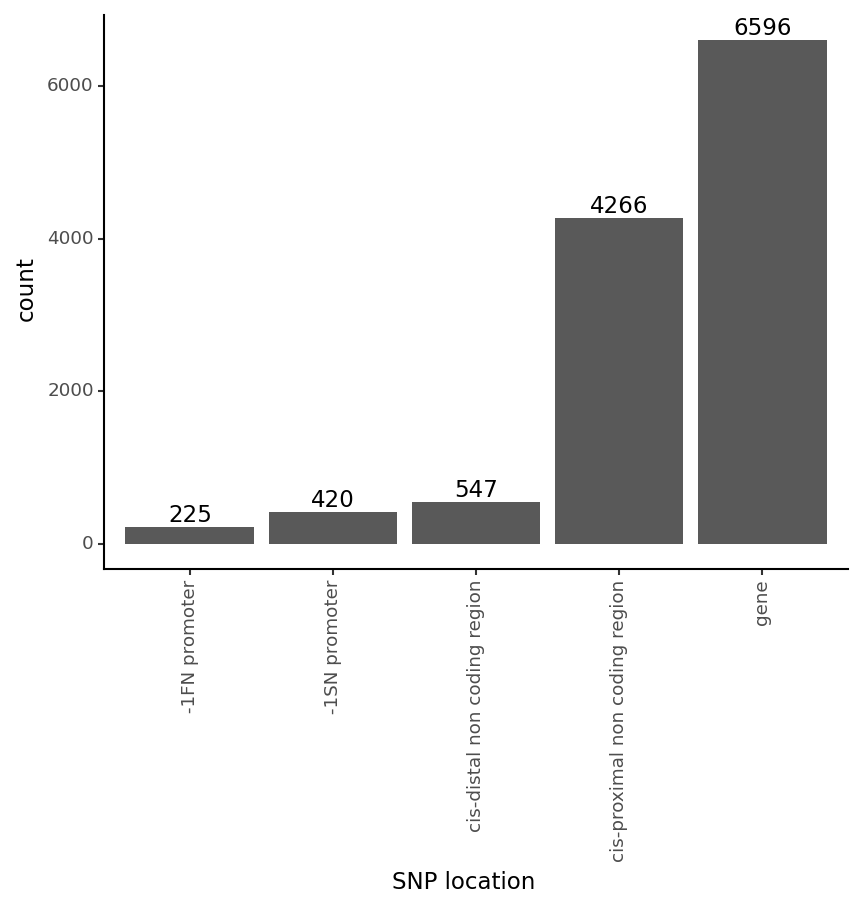 6596
6000
4266
4000
count
2000
547
420
225
0
-1FN promoter
-1SN promoter
cis-distal non coding region
cis-proximal non coding region
gene
SNP location